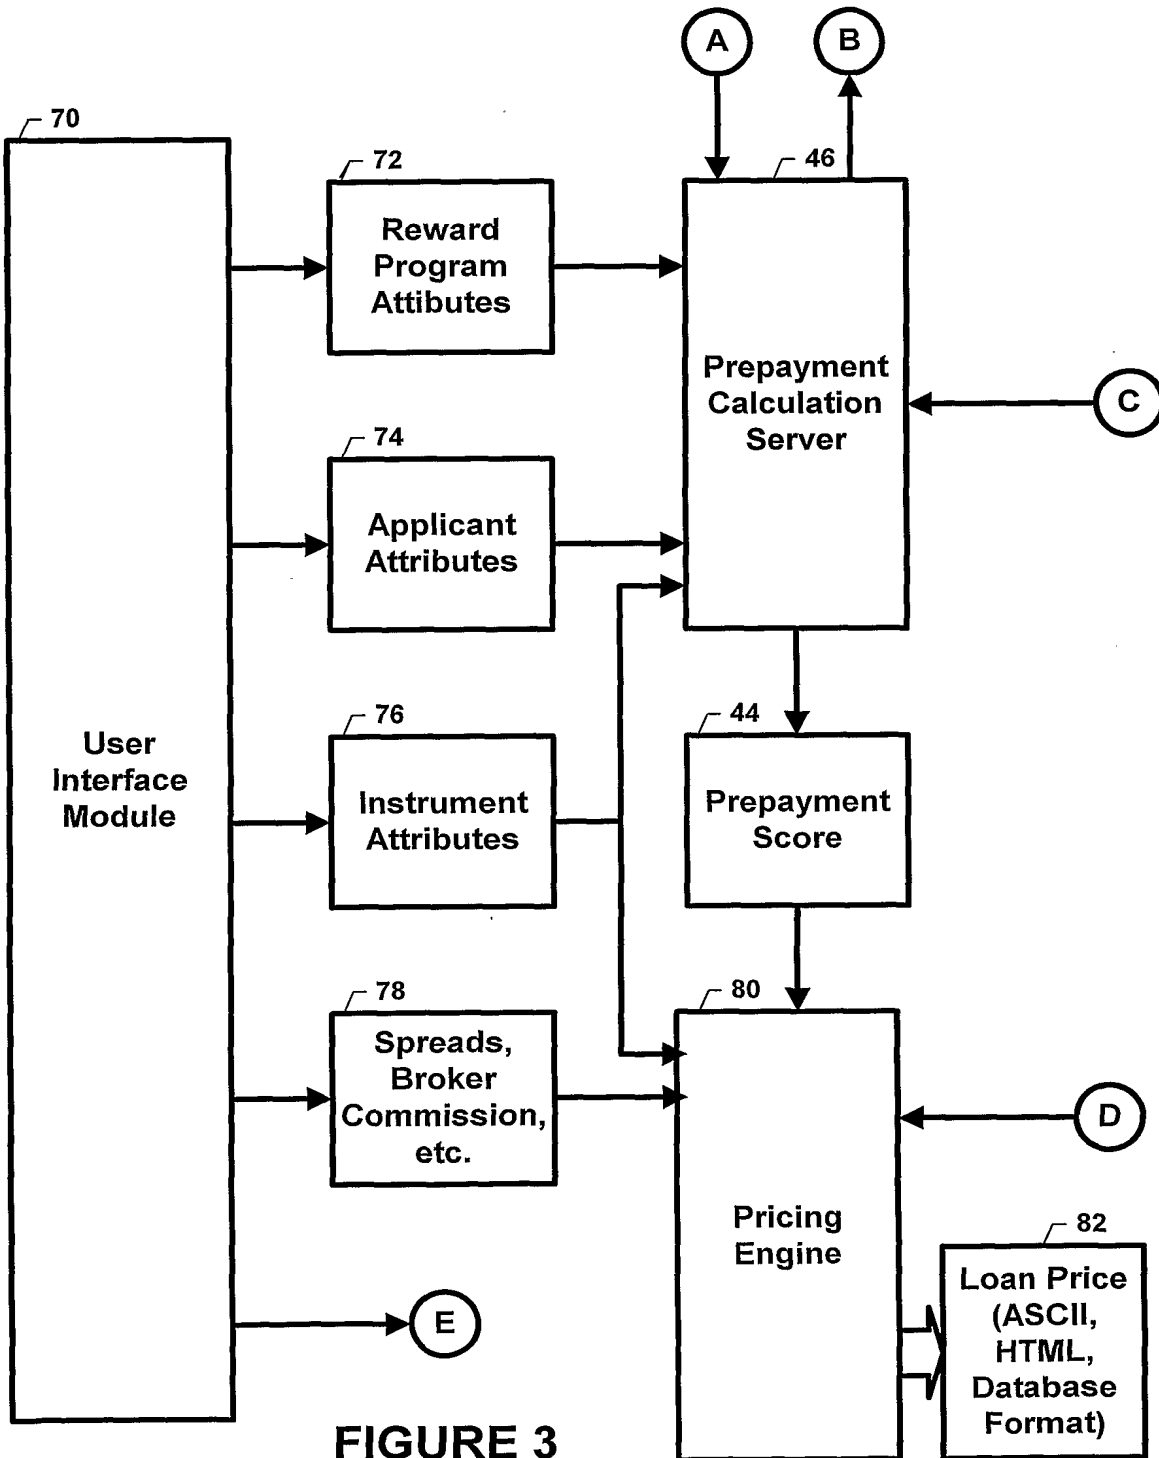 A
B
70
72
46
Reward
Program
Attibutes
Prepayment
Calculation
Server
C
74
Applicant
Attributes
76
44
User
Interface
Module
Instrument
Attributes
Prepayment
Score
78
80
Spreads,
Broker
Commission,
etc.
D
Pricing
Engine
82
Loan Price
(ASCII,
HTML,
Database
Format)
E
FIGURE 3